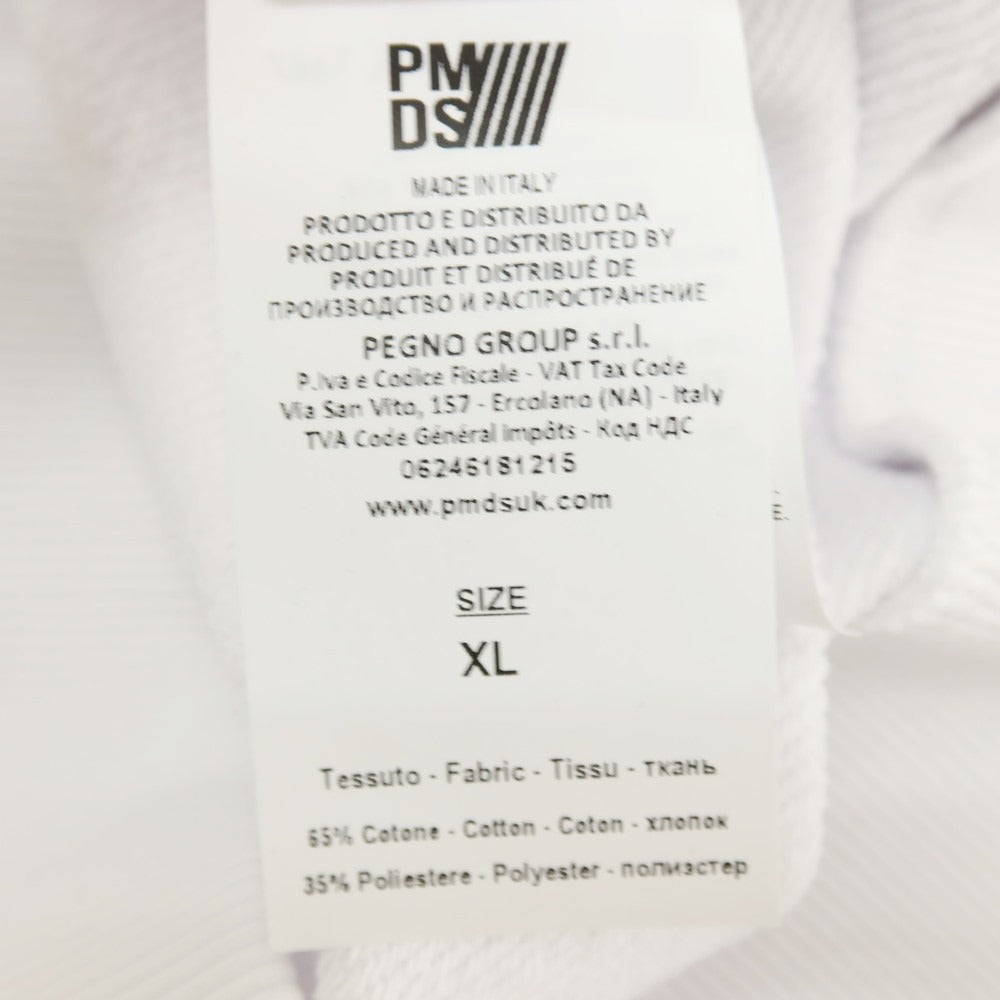 PM
DS
MADE IN ITALY
PRODOTTO E DISTRIBUITO DA
PRODUCED AND DISTRIBUTED BY
PRODUIT ET DISTRIBUÉ DE
ПРОИЗВОДСТВО И РАСПРОСТРАНЕНИЕ
PEGNO GROUP s.r.l.
P.Iva e Codice Fiscale - VAT Tax Code
Via San Vito, 157 - Ercolano (NA) - Italy
TVA Code Général Impôts - Код НДС
06246181215
www.pmdsuk.com
SIZE
XL
Tessuto - Fabric - Tissu - ткань
65% Cotone - Cotton - Coton - хлопок
35% Poliestere - Polyester - полиэстер